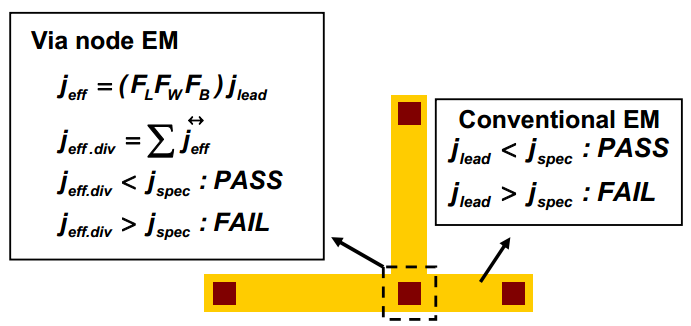 Via node EM
j_eff = (F_L F_W F_B) j_lead
j_eff.div = ∑ j_eff ↔
j_eff.div < j_spec : PASS
j_eff.div > j_spec : FAIL
Conventional EM
j_lead < j_spec : PASS
j_lead > j_spec : FAIL